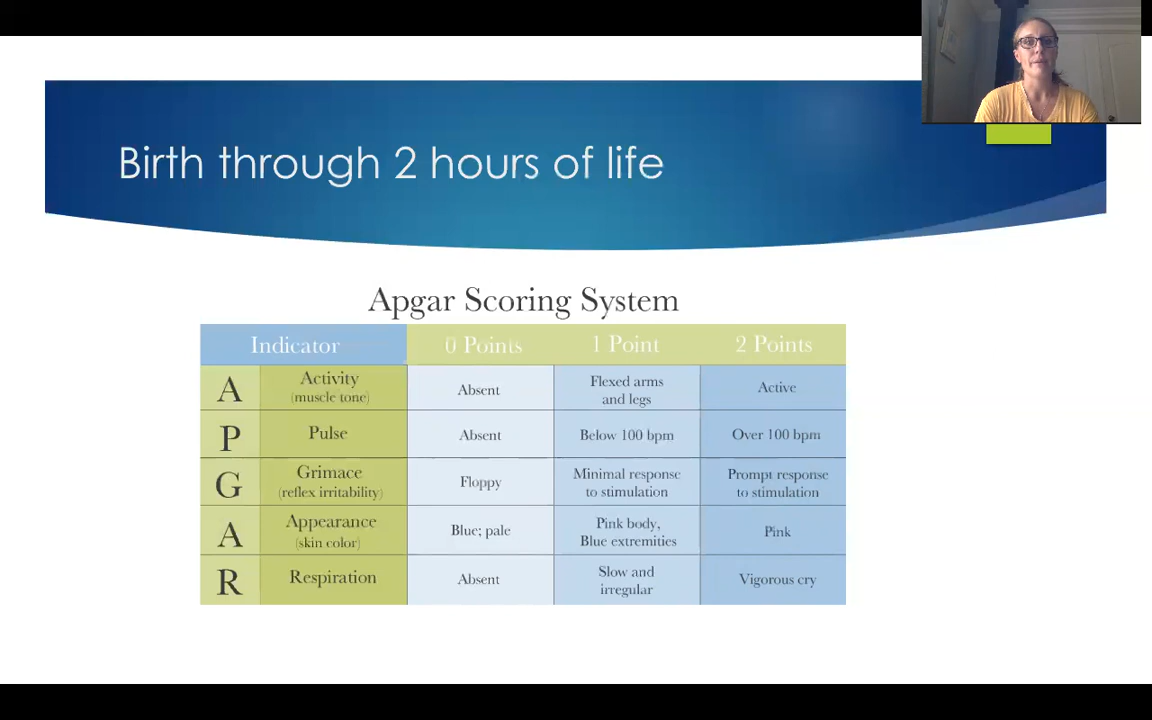 Birth through 2 hours of life
Apgar Scoring System
Indicator 0 Points 1 Point 2 Points
A Activity (muscle tone) Absent Flexed arms and legs Active
P Pulse Absent Below 100 bpm Over 100 bpm
G Grimace (reflex irritability) Floppy Minimal response to stimulation Prompt response to stimulation
A Appearance (skin color) Blue; pale Pink body, Blue extremities Pink
R Respiration Absent Slow and irregular Vigorous cry